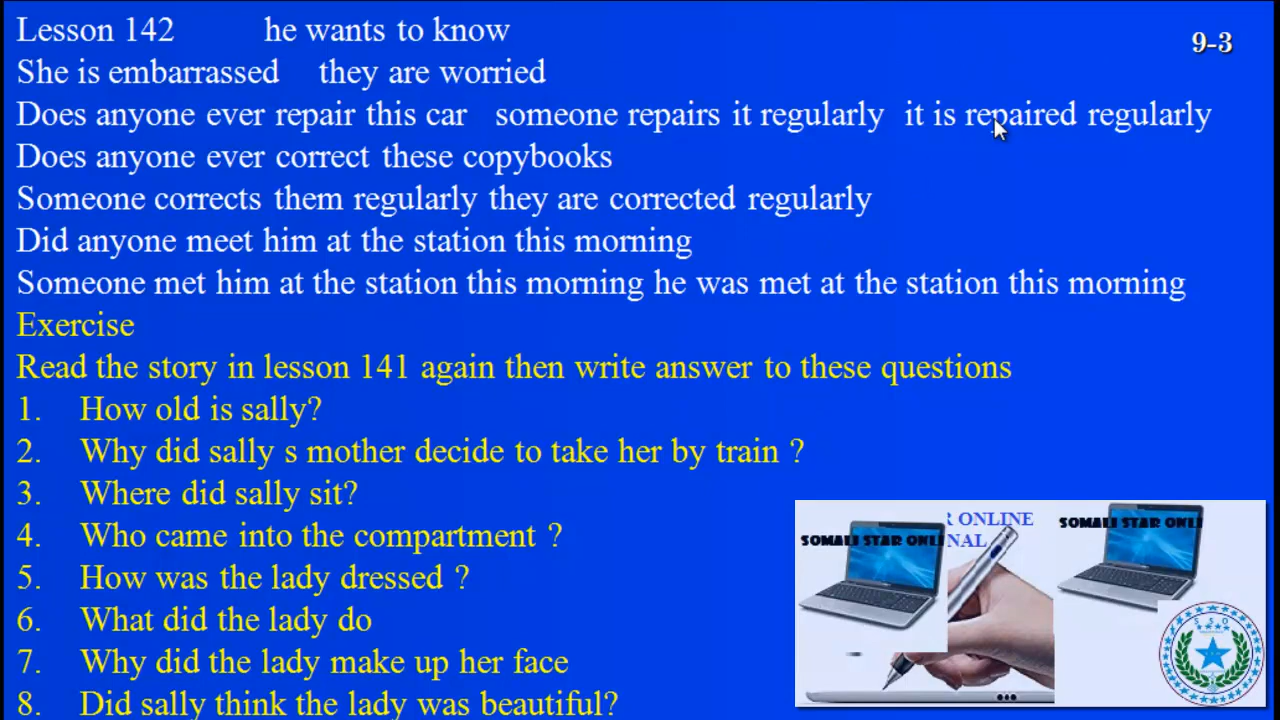 Lesson 142 he wants to know
9-3
She is embarrassed they are worried
Does anyone ever repair this car someone repairs it regularly it is repaired regularly
Does anyone ever correct these copybooks
Someone corrects them regularly they are corrected regularly
Did anyone meet him at the station this morning
Someone met him at the station this morning he was met at the station this morning
Exercise
Read the story in lesson 141 again then write answer to these questions
1. How old is sally?
2. Why did sally s mother decide to take her by train ?
3. Where did sally sit?
4. Who came into the compartment ?
5. How was the lady dressed ?
6. What did the lady do
7. Why did the lady make up her face
8. Did sally think the lady was beautiful?
R ONLINE
NAL
SOMALI STAR ONLI
SOMALI STAR ONLI
S S O